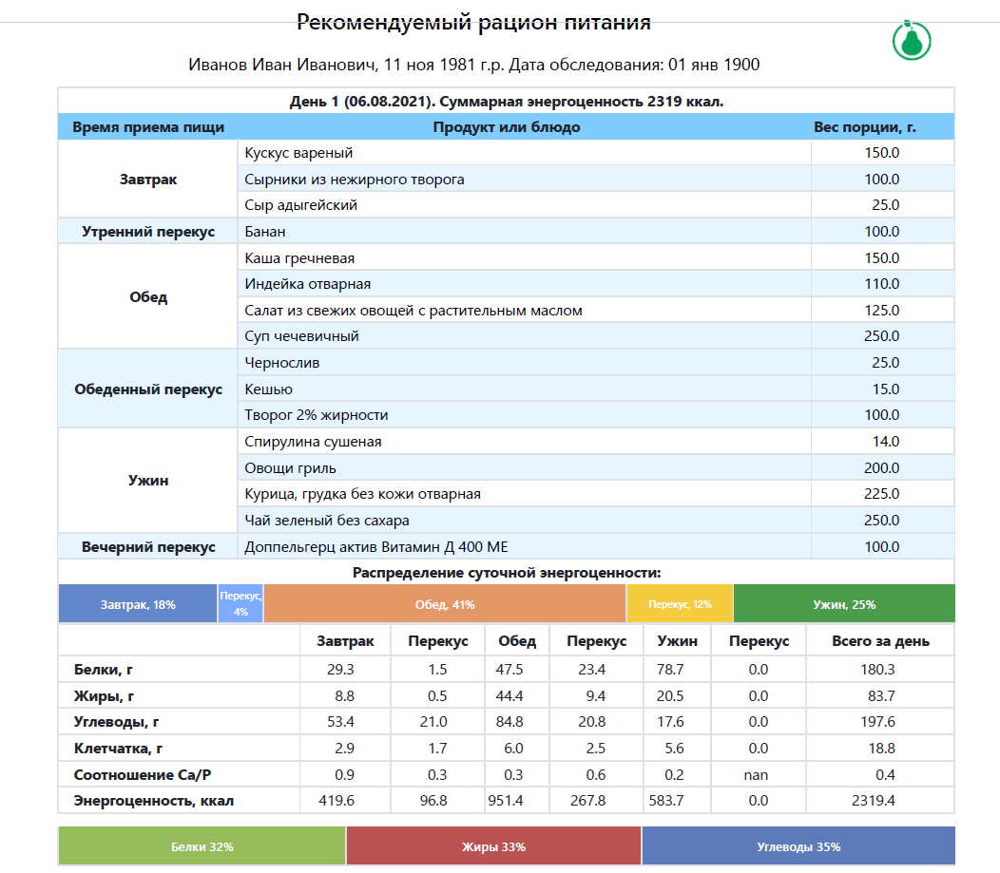 Рекомендуемый рацион питания
Иванов Иван Иванович, 11 ноя 1981 г.р. Дата обследования: 01 янв 1900
День 1 (06.08.2021). Суммарная энергоценность 2319 ккал.
Время приема пищи Продукт или блюдо Вес порции, г.
Завтрак
Кускус вареный 150.0
Сырники из нежирного творога 100.0
Сыр адыгейский 25.0
Утренний перекус Банан 100.0
Обед
Каша гречневая 150.0
Индейка отварная 110.0
Салат из свежих овощей с растительным маслом 125.0
Суп чечевичный 250.0
Обеденный перекус
Чернослив 25.0
Кешью 15.0
Творог 2% жирности 100.0
Ужин
Спирулина сушеная 14.0
Овощи гриль 200.0
Курица, грудка без кожи отварная 225.0
Чай зеленый без сахара 250.0
Вечерний перекус Доппельгерц актив Витамин Д 400 МЕ 100.0
Распределение суточной энергоценности:
Завтрак, 18% Перекус, 4% Обед, 41% Перекус, 12% Ужин, 25%
Завтрак Перекус Обед Перекус Ужин Перекус Всего за день
Белки, г 29.3 1.5 47.5 23.4 78.7 0.0 180.3
Жиры, г 8.8 0.5 44.4 9.4 20.5 0.0 83.7
Углеводы, г 53.4 21.0 84.8 20.8 17.6 0.0 197.6
Клетчатка, г 2.9 1.7 6.0 2.5 5.6 0.0 18.8
Соотношение Ca/P 0.9 0.3 0.3 0.6 0.2 nan 0.4
Энергоценность, ккал 419.6 96.8 951.4 267.8 583.7 0.0 2319.4
Белки 32% Жиры 33% Углеводы 35%